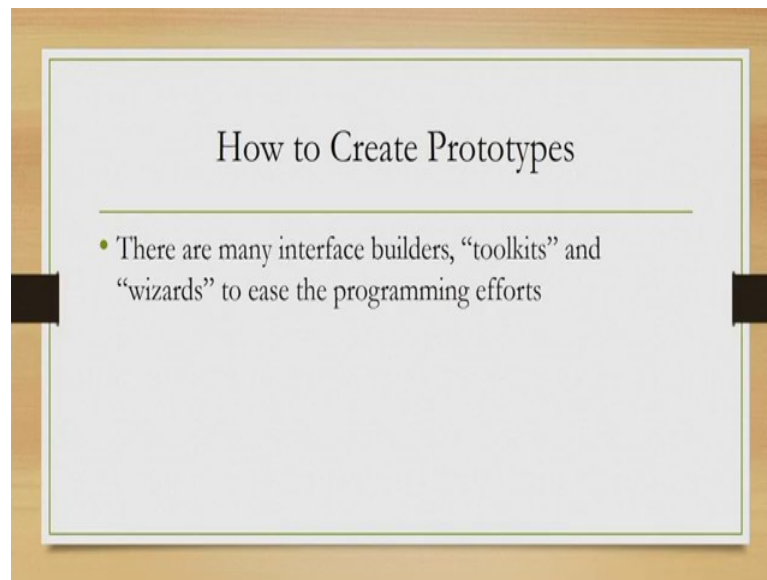 How to Create Prototypes
• There are many interface builders, “toolkits” and
“wizards” to ease the programming efforts